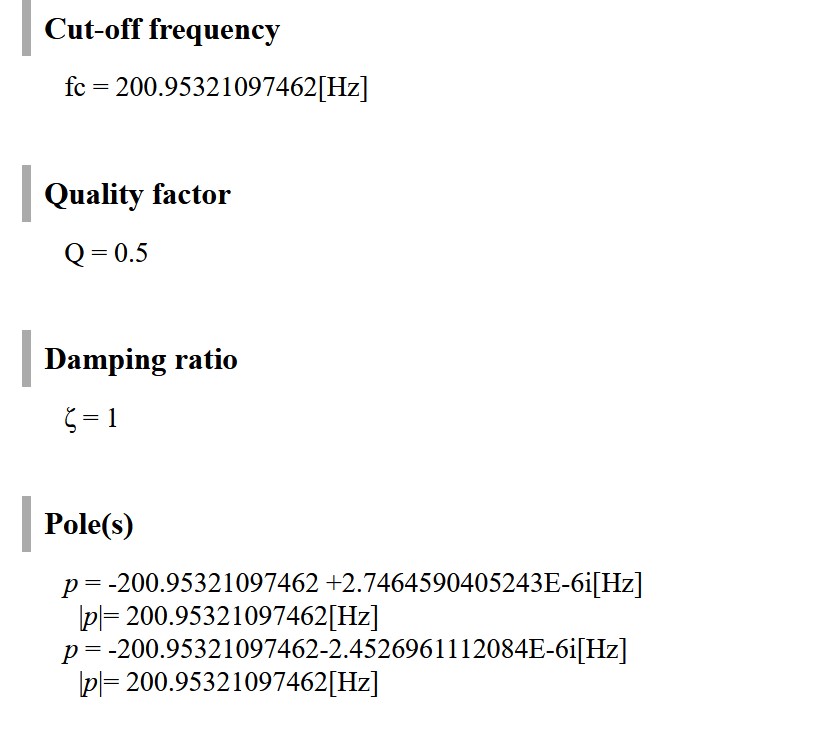 Cut-off frequency
fc = 200.95321097462[Hz]
Quality factor
Q = 0.5
Damping ratio
ζ = 1
Pole(s)
p = -200.95321097462 +2.7464590405243E-6i[Hz]
|p|= 200.95321097462[Hz]
p = -200.95321097462-2.4526961112084E-6i[Hz]
|p|= 200.95321097462[Hz]